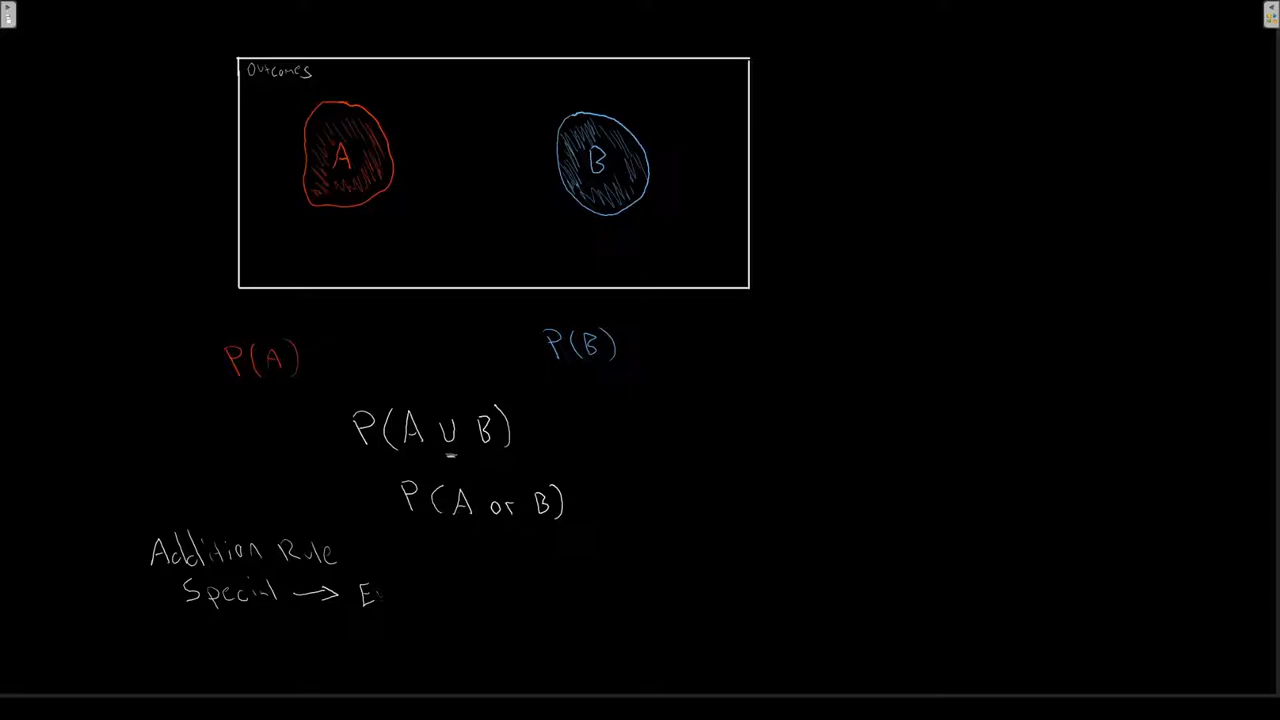 Outcomes
A
B
P(A)
P(B)
P(A ∪ B)
P(A or B)
Addition Rule
Special → E